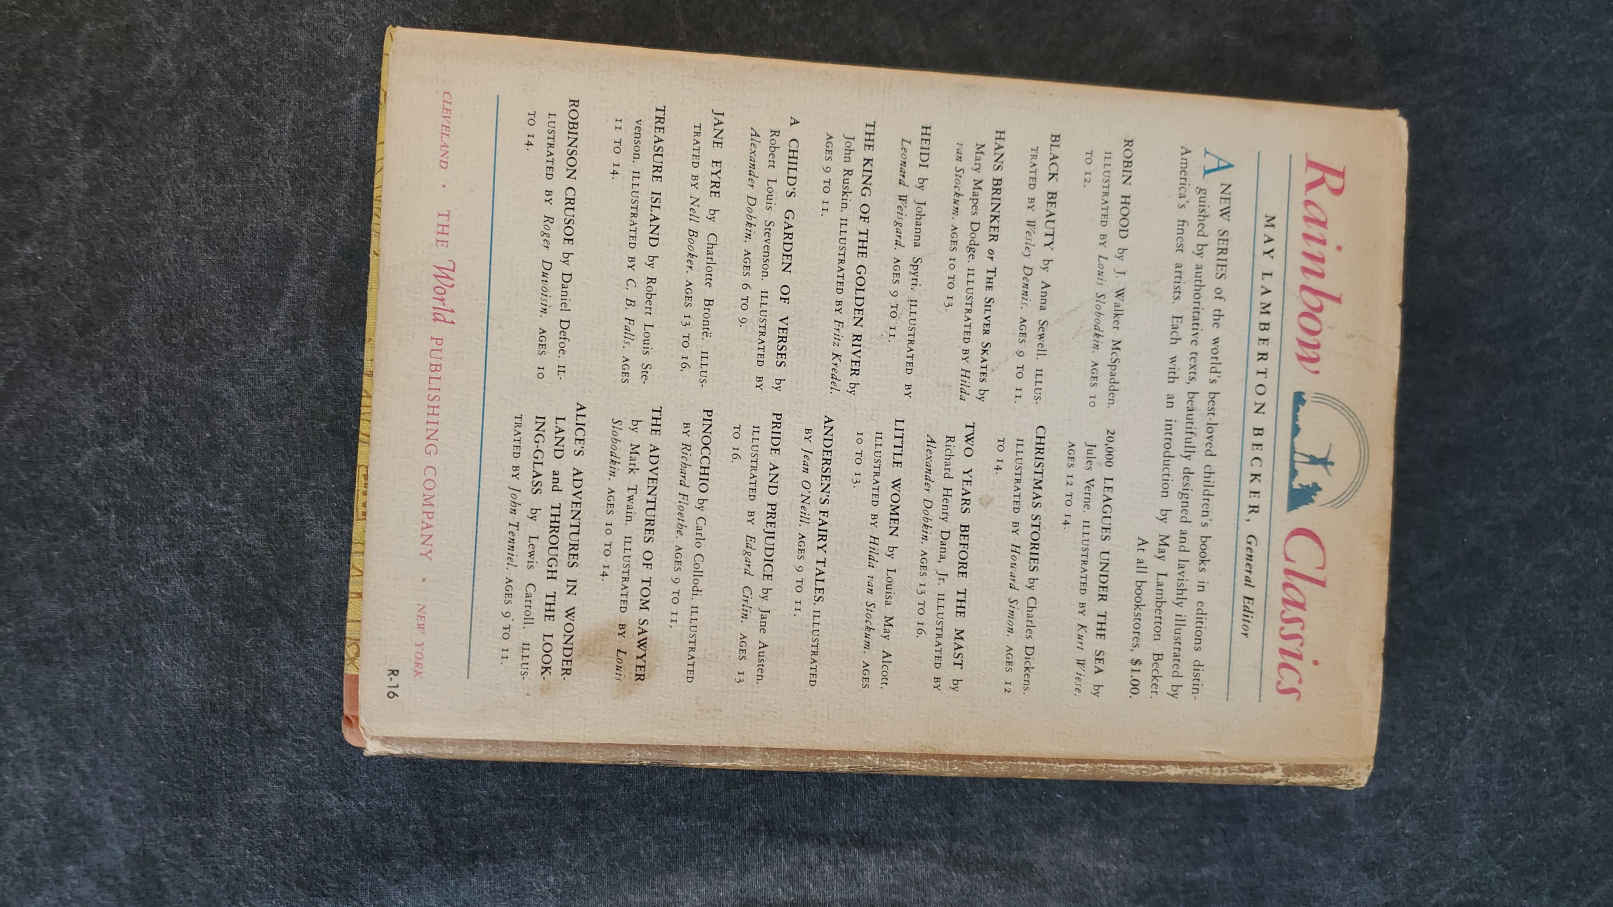 Rainbow Classics
MAY LAMBERTON BECKER, General Editor
A NEW SERIES of the world's best-loved children's books in editions distin-
guished by authoritative texts, beautifully designed and lavishly illustrated by
America's finest artists. Each with an introduction by May Lamberton Becker.
At all bookstores, $1.00.
ROBIN HOOD by J. Walker McSpadden.
ILLUSTRATED BY Louis Slobodkin. AGES 10
TO 12.
BLACK BEAUTY by Anna Sewell. ILLUS-
TRATED BY Wesley Dennis. AGES 9 TO 11.
HANS BRINKER or THE SILVER SKATES by
Mary Mapes Dodge. ILLUSTRATED BY Hilda
van Stockum. AGES 10 TO 13.
HEIDI by Johanna Spyri. ILLUSTRATED BY
Leonard Weisgard. AGES 9 TO 11.
THE KING OF THE GOLDEN RIVER by
John Ruskin. ILLUSTRATED BY Fritz Kredel.
AGES 9 TO 11.
A CHILD'S GARDEN OF VERSES by
Robert Louis Stevenson. ILLUSTRATED BY
Alexander Dobkin. AGES 6 TO 9.
JANE EYRE by Charlotte Brontë. ILLUS-
TRATED BY Nell Booker. AGES 13 TO 16.
TREASURE ISLAND by Robert Louis Ste-
venson. ILLUSTRATED BY C. B Falls. AGES
11 TO 14.
ROBINSON CRUSOE by Daniel Defoe. IL-
LUSTRATED BY Roger Duvoisin. AGES 10
TO 14.
20,000 LEAGUES UNDER THE SEA by
Jules Verne. ILLUSTRATED BY Kurt Wiese.
AGES 12 TO 14.
CHRISTMAS STORIES by Charles Dickens.
ILLUSTRATED BY Howard Simon. AGES 12
TO 14.
TWO YEARS BEFORE THE MAST by
Richard Henry Dana, Jr. ILLUSTRATED BY
Alexander Dobkin. AGES 13 TO 16.
LITTLE WOMEN by Louisa May Alcott.
ILLUSTRATED BY Hilda van Stockum. AGES
10 TO 13.
ANDERSEN'S FAIRY TALES. ILLUSTRATED
BY Jean O'Neill. AGES 9 TO 11.
PRIDE AND PREJUDICE by Jane Austen.
ILLUSTRATED BY Edgard Cirlin. AGES 13
TO 16.
PINOCCHIO by Carlo Collodi. ILLUSTRATED
BY Richard Floethe. AGES 9 TO 11.
THE ADVENTURES OF TOM SAWYER
by Mark Twain. ILLUSTRATED BY Louis
Slobodkin. AGES 10 TO 14.
ALICE'S ADVENTURES IN WONDER-
LAND and THROUGH THE LOOK-
ING-GLASS by Lewis Carroll. ILLUS-
TRATED BY John Tenniel. AGES 9 TO 11.
CLEVELAND · THE World PUBLISHING COMPANY · NEW YORK
R-16